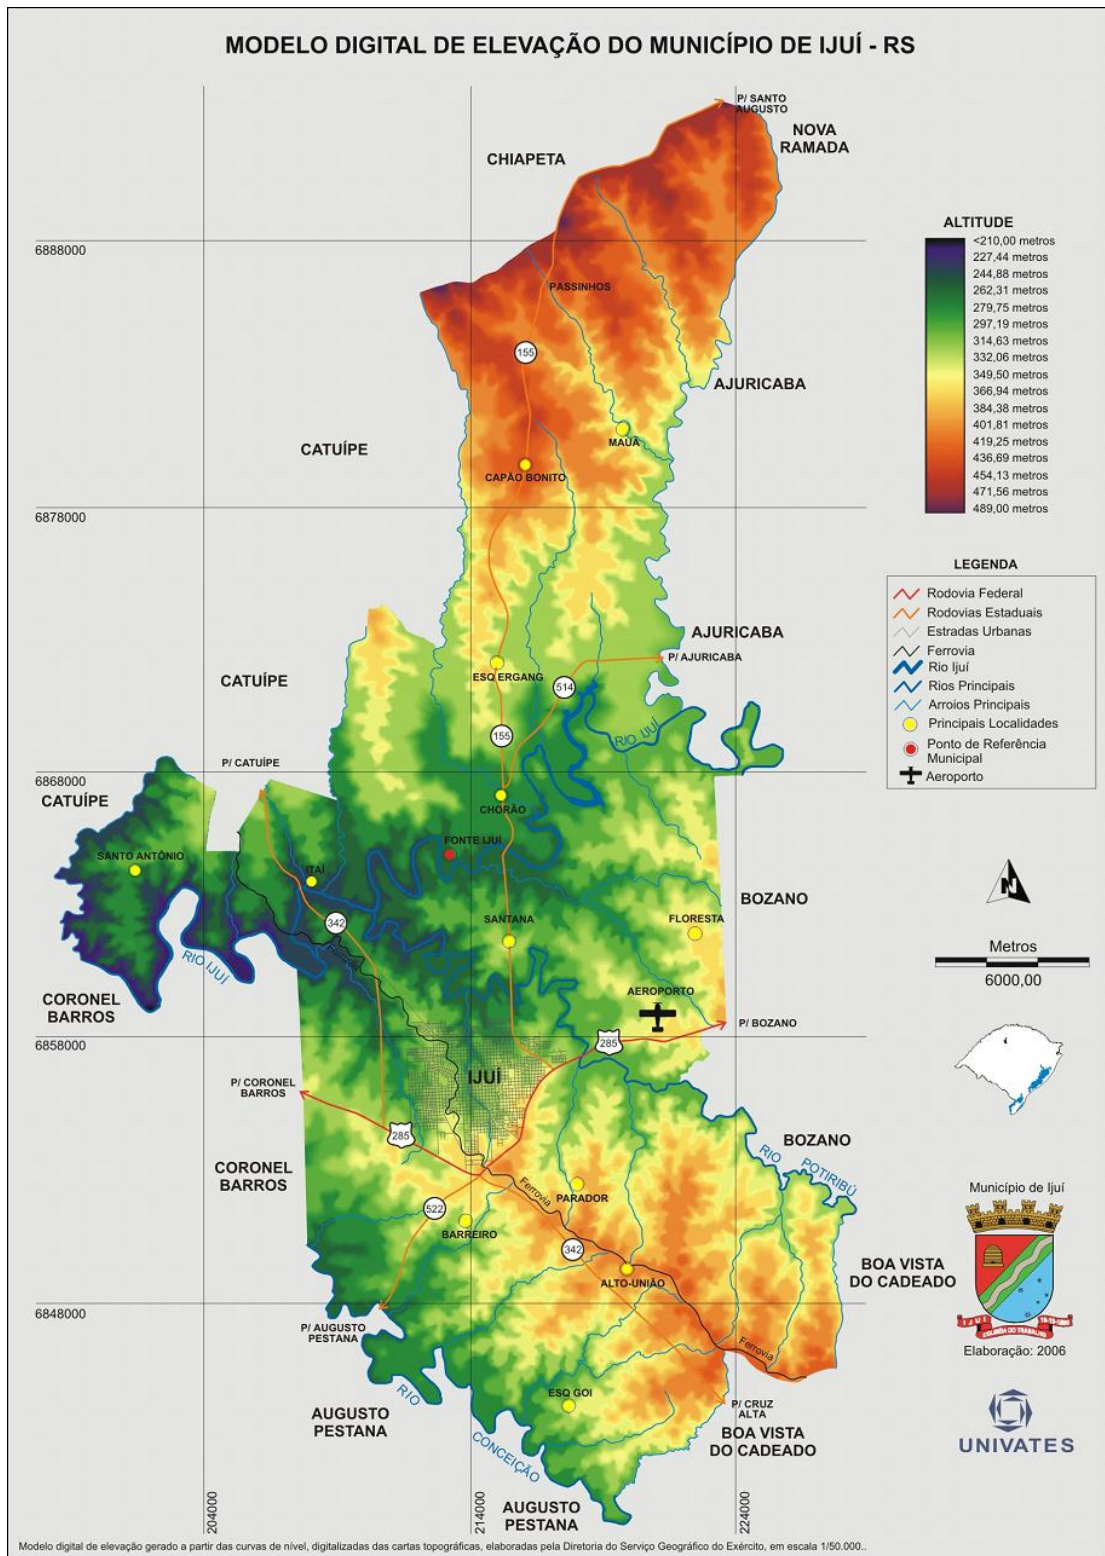 MODELO DIGITAL DE ELEVAÇÃO DO MUNICÍPIO DE IJUÍ - RS
P/ SANTO
AUGUSTO
NOVA
RAMADA
CHIAPETA
ALTITUDE
<210,00 metros
227,44 metros
244,88 metros
262,31 metros
279,75 metros
297,19 metros
314,63 metros
332,06 metros
349,50 metros
366,94 metros
384,38 metros
401,81 metros
419,25 metros
436,69 metros
454,13 metros
471,56 metros
489,00 metros
6888000
PASSINHOS
155
AJURICABA
CATUÍPE
MAUÁ
CAPÃO BONITO
6878000
LEGENDA
Rodovia Federal
Rodovias Estaduais
Estradas Urbanas
Ferrovia
Rio Ijuí
Rios Principais
Arroios Principais
Principais Localidades
Ponto de Referência
Municipal
Aeroporto
AJURICABA
P/ AJURICABA
CATUÍPE
ESQ ERGANG
514
155
RIO IJUÍ
P/ CATUÍPE
6868000
CATUÍPE
CHORÃO
FONTE IJUÍ
SANTO ANTÔNIO
ITAÍ
BOZANO
N
342
SANTANA
FLORESTA
Ferrovia
RIO IJUÍ
Metros
6000,00
CORONEL
BARROS
AEROPORTO
P/ BOZANO
6858000
285
IJUÍ
P/ CORONEL
BARROS
285
BOZANO
RIO POTIRIBÚ
CORONEL
BARROS
Ferrovia
PARADOR
Município de Ijuí
522
BARREIRO
342
ALTO-UNIÃO
BOA VISTA
DO CADEADO
6848000
IJUÍ
19-10-1890
COLMEIA DO TRABALHO
Elaboração: 2006
P/ AUGUSTO
PESTANA
Ferrovia
RIO CONCEIÇÃO
ESQ GOI
P/ CRUZ
ALTA
AUGUSTO
PESTANA
BOA VISTA
DO CADEADO
UNIVATES
AUGUSTO
PESTANA
204000
214000
224000
Modelo digital de elevação gerado a partir das curvas de nível, digitalizadas das cartas topográficas, elaboradas pela Diretoria do Serviço Geográfico do Exército, em escala 1/50.000..